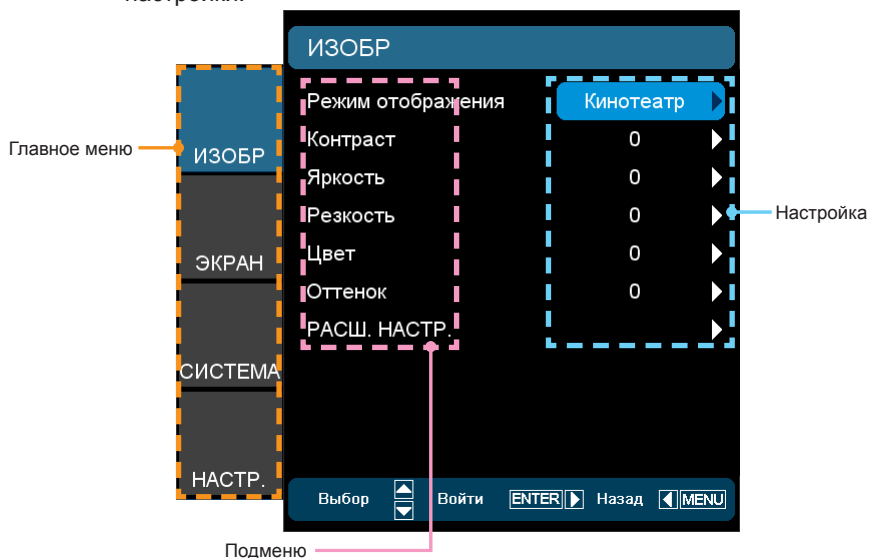 настройки.
ИЗОБР
Режим отображения Кинотеатр
Контраст 0
Яркость 0
Резкость 0
Цвет 0
Оттенок 0
РАСШ. НАСТР.
Главное меню
ИЗОБР
ЭКРАН
СИСТЕМА
НАСТР.
Настройка
Выбор Войти ENTER Назад MENU
Подменю